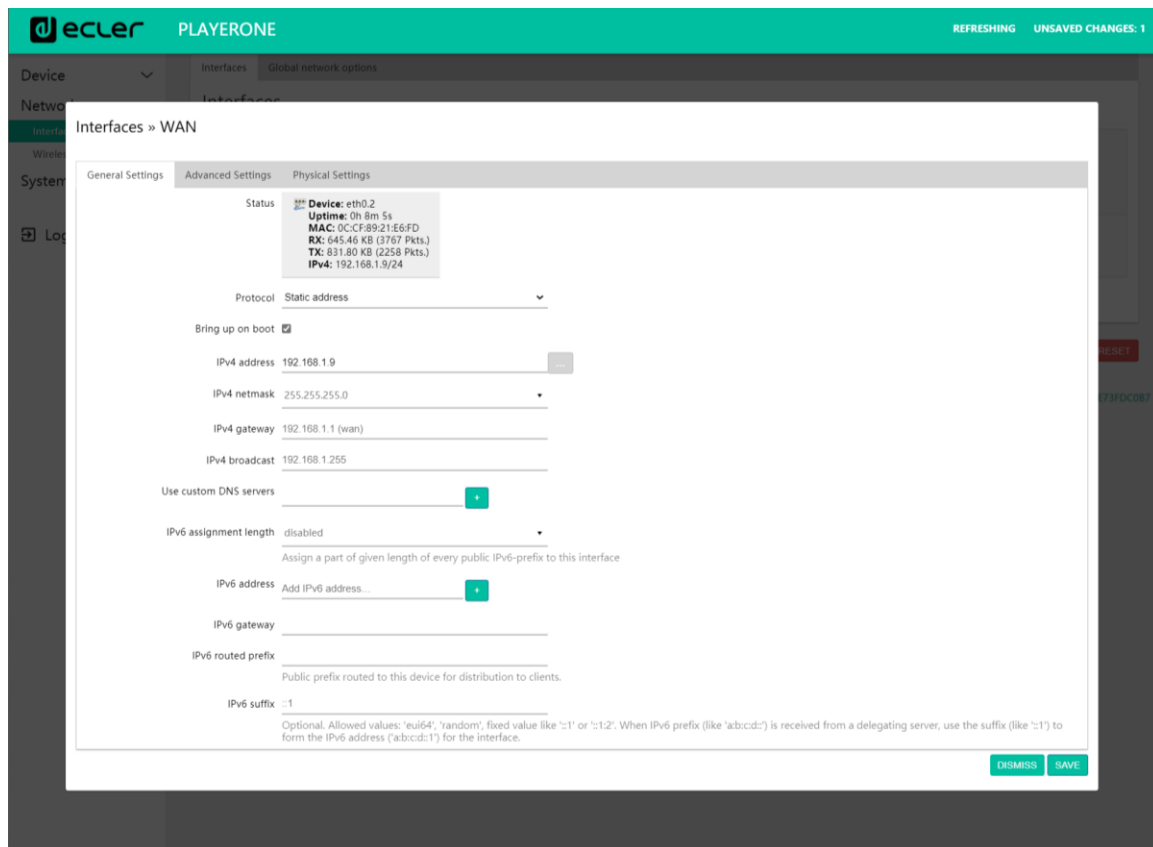 ecler PLAYERONE REFRESHING UNSAVED CHANGES: 1
Device
Interfaces Global network options
Interfaces
Interfaces » WAN
System
RESET
General Settings Advanced Settings Physical Settings
Status
Device: eth0.2
Uptime: 0h 8m 5s
MAC: 0C:CF:89:21:E6:FD
RX: 645.46 KB (3767 Pkts.)
TX: 831.80 KB (2258 Pkts.)
IPv4: 192.168.1.9/24
Protocol Static address
Bring up on boot
IPv4 address 192.168.1.9 ...
IPv4 netmask 255.255.255.0
IPv4 gateway 192.168.1.1 (wan)
IPv4 broadcast 192.168.1.255
Use custom DNS servers +
IPv6 assignment length disabled
Assign a part of given length of every public IPv6-prefix to this interface
IPv6 address Add IPv6 address... +
IPv6 gateway
IPv6 routed prefix
Public prefix routed to this device for distribution to clients.
IPv6 suffix ::1
Optional. Allowed values: 'eui64', 'random', fixed value like '::1' or '::1:2'. When IPv6 prefix (like 'a:b:c:d::') is received from a delegating server, use the suffix (like '::1') to
form the IPv6 address ('a:b:c:d::1') for the interface.
DISMISS SAVE